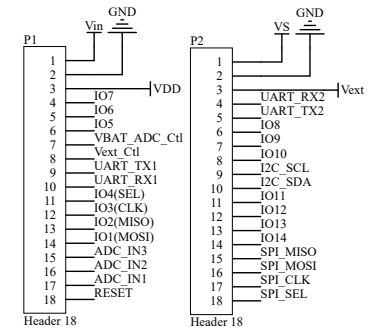 GND
Vin
P1
1
2
3 VDD
4 IO7
5 IO6
6 IO5
7 VBAT_ADC_Ctl
8 Vext_Ctl
9 UART_TX1
10 UART_RX1
11 IO4(SEL)
12 IO3(CLK)
13 IO2(MISO)
14 IO1(MOSI)
15 ADC_IN3
16 ADC_IN2
17 ADC_IN1
18 RESET
Header 18
GND
VS
P2
1
2
3 Vext
4 UART_RX2
5 UART_TX2
6 IO8
7 IO9
8 IO10
9 I2C_SCL
10 I2C_SDA
11 IO11
12 IO12
13 IO13
14 IO14
15 SPI_MISO
16 SPI_MOSI
17 SPI_CLK
18 SPI_SEL
Header 18